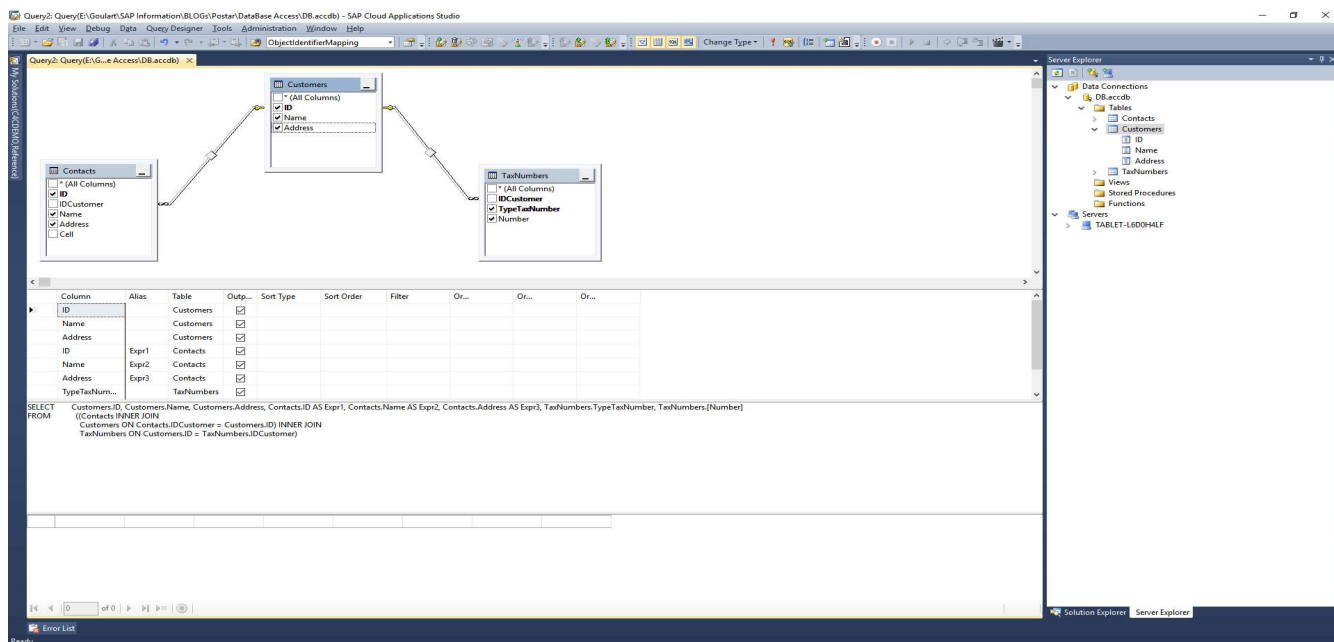 Query2: Query(E:\Goulart\SAP Information\BLOGs\Postar\DataBase Access\DB.accdb) - SAP Cloud Applications Studio
File Edit View Debug Data Query Designer Tools Administration Window Help
ObjectIdentifierMapping Change Type
My Solutions(C4CDEMO,Reference)
Query2: Query(E:\G...e Access\DB.accdb)
Customers
* (All Columns)
ID
Name
Address
Contacts
* (All Columns)
ID
IDCustomer
Name
Address
Cell
TaxNumbers
* (All Columns)
IDCustomer
TypeTaxNumber
Number
Column Alias Table Outp... Sort Type Sort Order Filter Or... Or... Or...
ID Customers
Name Customers
Address Customers
ID Expr1 Contacts
Name Expr2 Contacts
Address Expr3 Contacts
TypeTaxNum... TaxNumbers
SELECT Customers.ID, Customers.Name, Customers.Address, Contacts.ID AS Expr1, Contacts.Name AS Expr2, Contacts.Address AS Expr3, TaxNumbers.TypeTaxNumber, TaxNumbers.[Number]
FROM ((Contacts INNER JOIN
Customers ON Contacts.IDCustomer = Customers.ID) INNER JOIN
TaxNumbers ON Customers.ID = TaxNumbers.IDCustomer)
0 of 0
Error List
Ready
Server Explorer
Data Connections
DB.accdb
Tables
Contacts
Customers
ID
Name
Address
TaxNumbers
Views
Stored Procedures
Functions
Servers
TABLET-L6D0H4LF
Solution Explorer Server Explorer